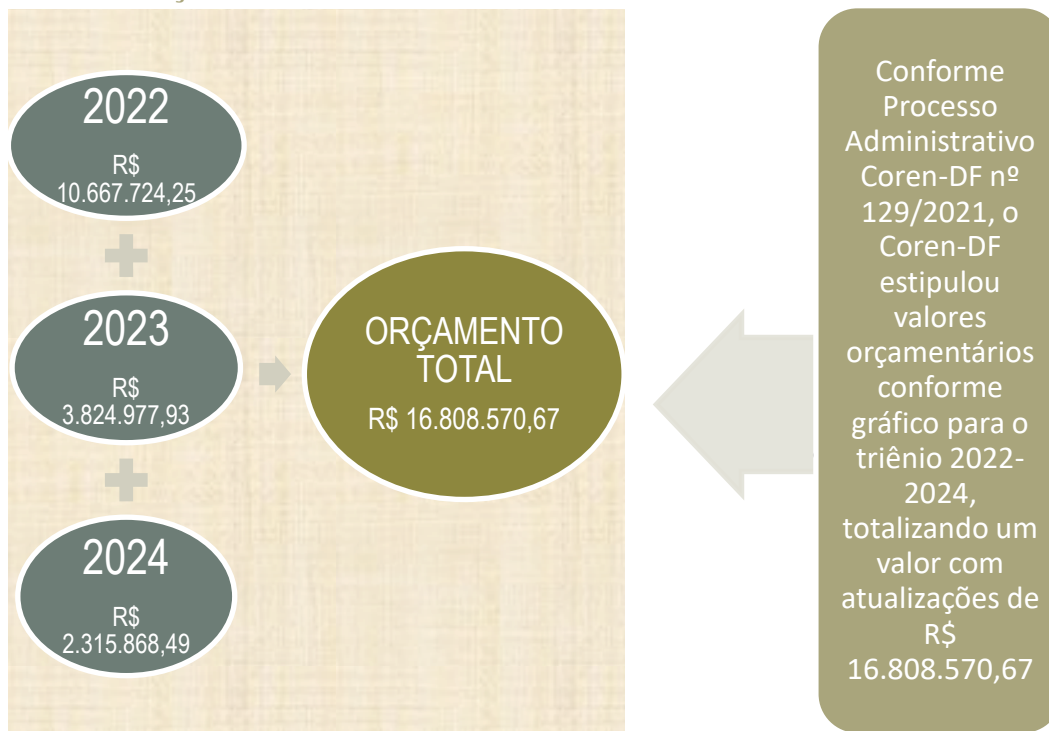 2022
R$
10.667.724,25
2023
R$
3.824.977,93
2024
R$
2.315.868,49
ORÇAMENTO
TOTAL
R$ 16.808.570,67
Conforme
Processo
Administrativo
Coren-DF nº
129/2021, o
Coren-DF
estipulou
valores
orçamentários
conforme
gráfico para o
triênio 2022-
2024,
totalizando um
valor com
atualizações de
R$
16.808.570,67